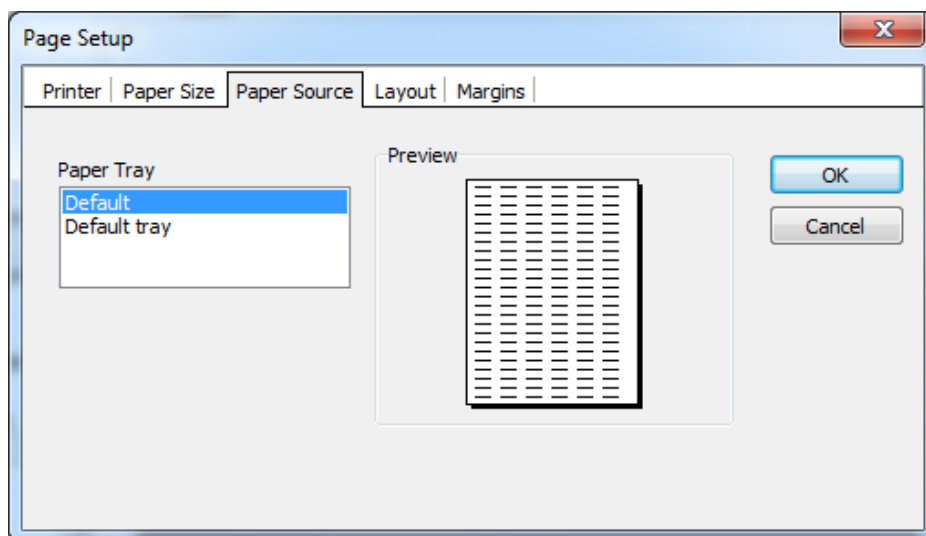 Page Setup
Printer Paper Size Paper Source Layout Margins
Paper Tray
Default
Default tray
Preview
OK
Cancel